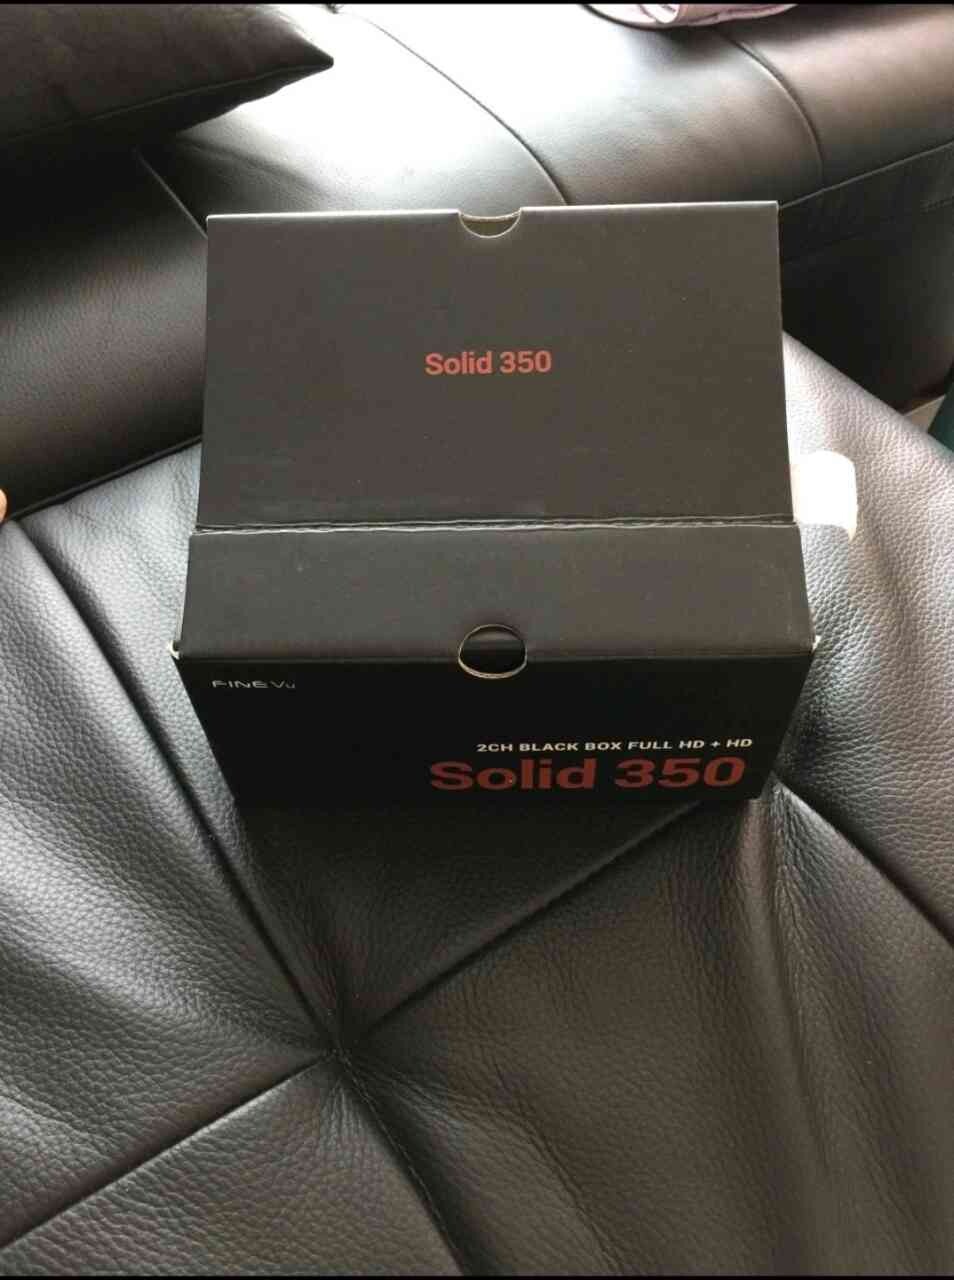 Solid 350
FINEVu
2CH BLACK BOX FULL HD + HD
Solid 350